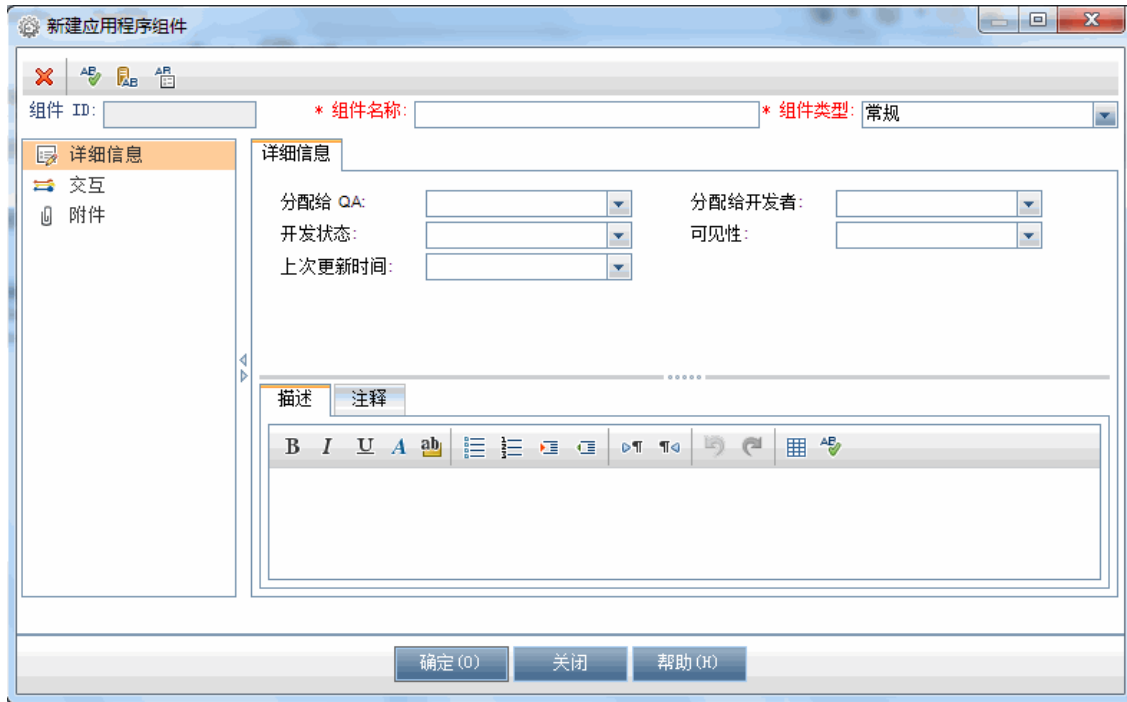 新建应用程序组件
组件 ID: * 组件名称: * 组件类型: 常规
详细信息
交互
附件
详细信息
分配给 QA: 分配给开发者:
开发状态: 可见性:
上次更新时间:
描述 注释
B I U A ab
确定(O) 关闭 帮助(H)